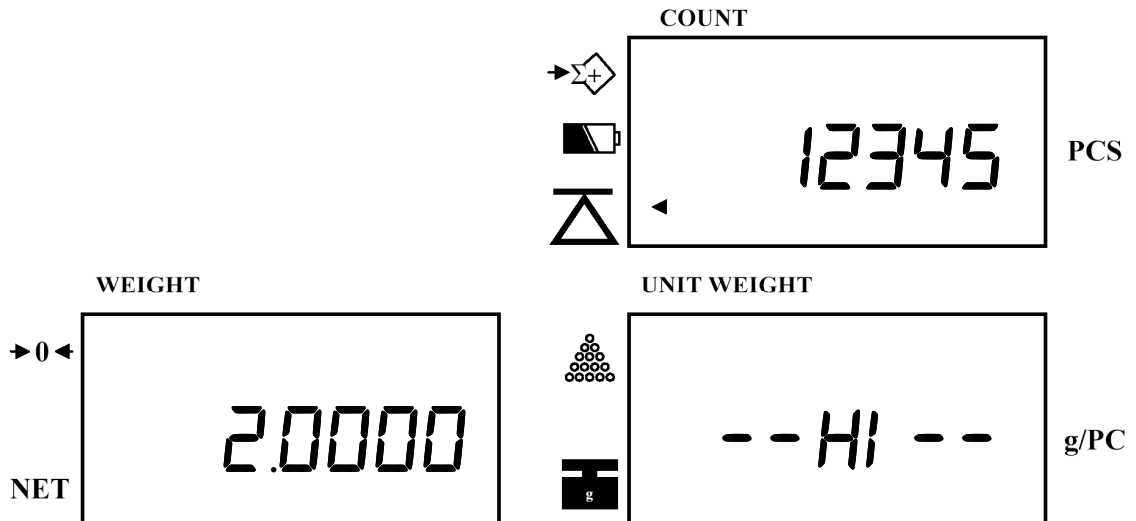 COUNT
Σ+
12345 PCS
WEIGHT
UNIT WEIGHT
0
2.0000
--HI--
g/PC
NET
g